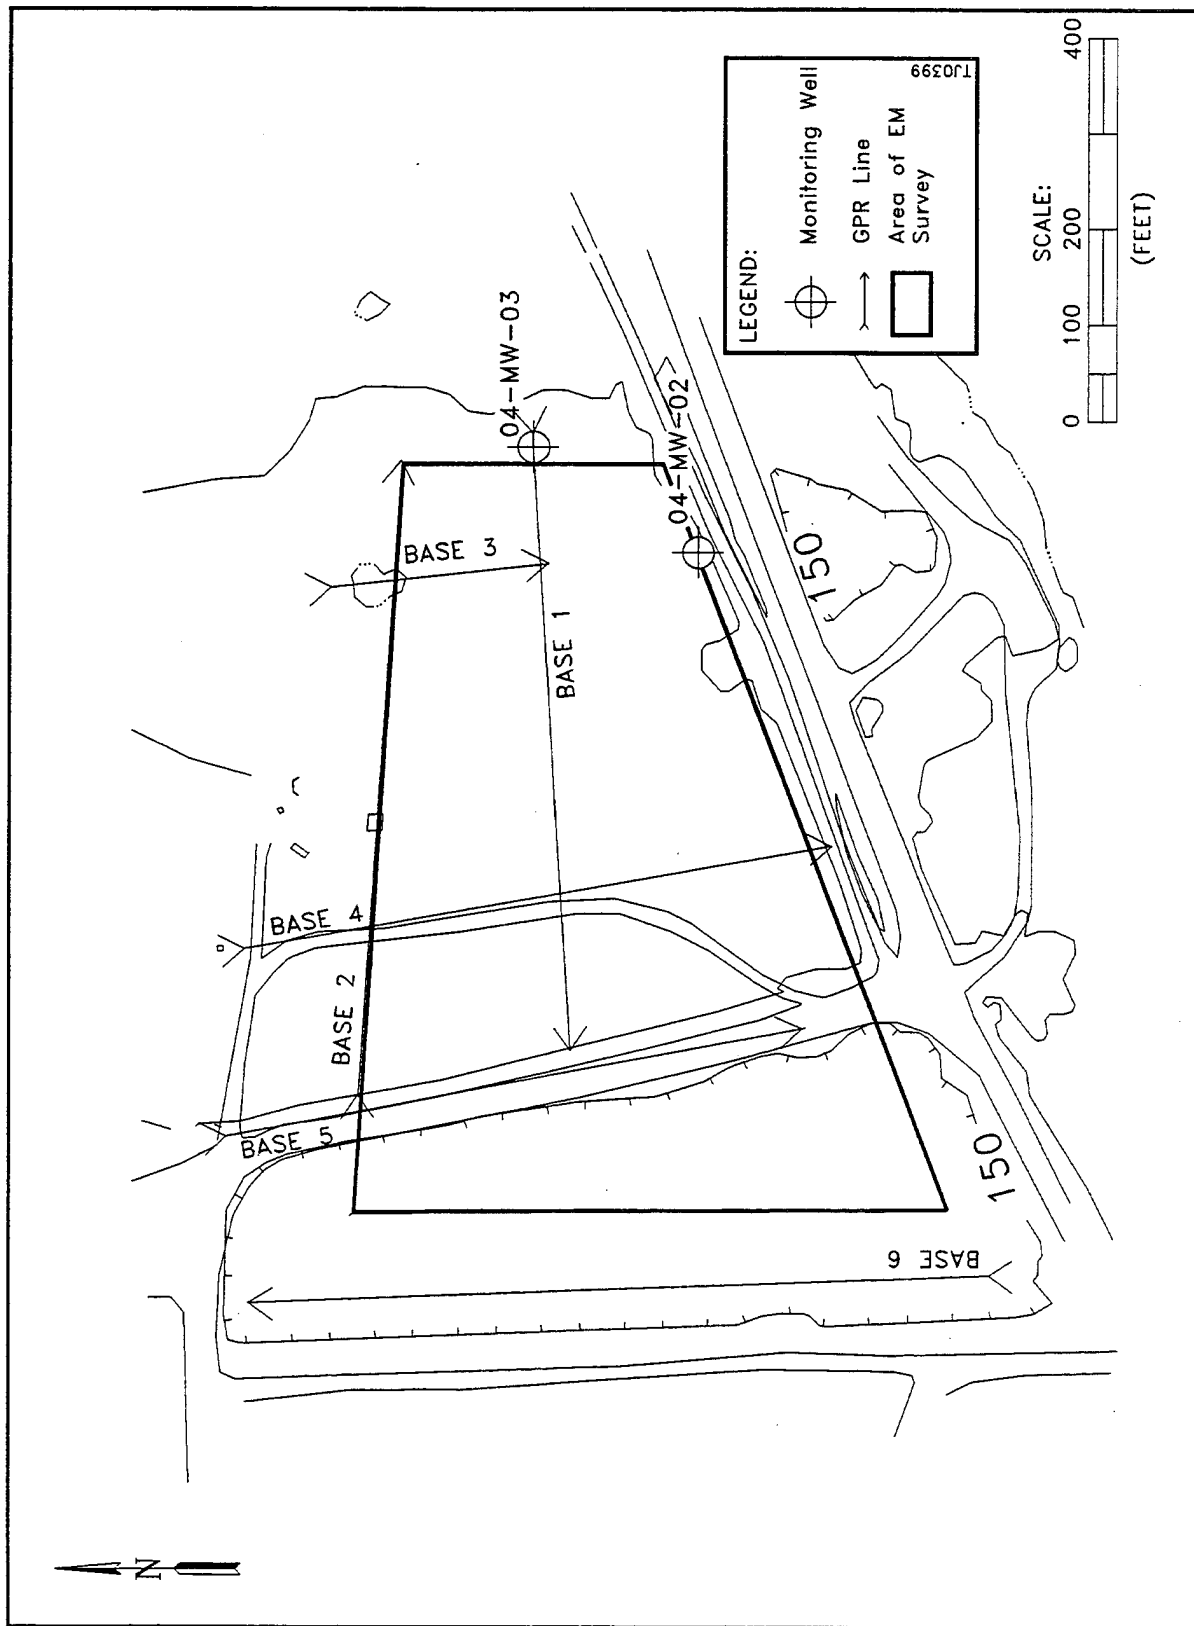 N
BASE 1
BASE 2
BASE 3
BASE 4
BASE 5
BASE 6
04-MW-03
04-MW-02
150
150
LEGEND:
Monitoring Well
GPR Line
Area of EM
Survey
TJ0399
SCALE:
0 100 200 400
(FEET)